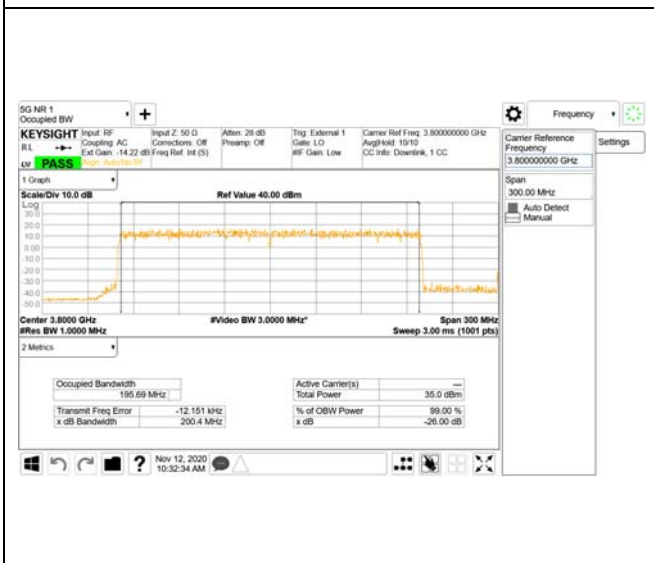 5G NR 1
Occupied BW
Frequency
KEYSIGHT
Input: RF
Input Z: 50 Ω
Atten: 28 dB
Trig: External 1
Carrier Ref Freq: 3.800000000 GHz
RL
Coupling: AC
Corrections: Off
Preamp: Off
Gate: LO
Avg|Hold: 10/10
Ext Gain: -14.22 dB
Freq Ref: Int (S)
#IF Gain: Low
CC Info: Downlink, 1 CC
PASS
Align: Auto/No RF
Carrier Reference
Frequency
3.800000000 GHz
Settings
Span
300.00 MHz
Auto Detect
Manual
1 Graph
Scale/Div 10.0 dB
Ref Value 40.00 dBm
Log
30.0
20.0
10.0
0.00
-10.0
-20.0
-30.0
-40.0
-50.0
Center 3.8000 GHz
#Video BW 3.0000 MHz*
Span 300 MHz
#Res BW 1.0000 MHz
Sweep 3.00 ms (1001 pts)
2 Metrics
Occupied Bandwidth
195.69 MHz
Active Carrier(s)
---
Total Power
35.0 dBm
Transmit Freq Error
-12.151 kHz
% of OBW Power
99.00 %
x dB Bandwidth
200.4 MHz
x dB
-26.00 dB
?
Nov 12, 2020
10:32:34 AM